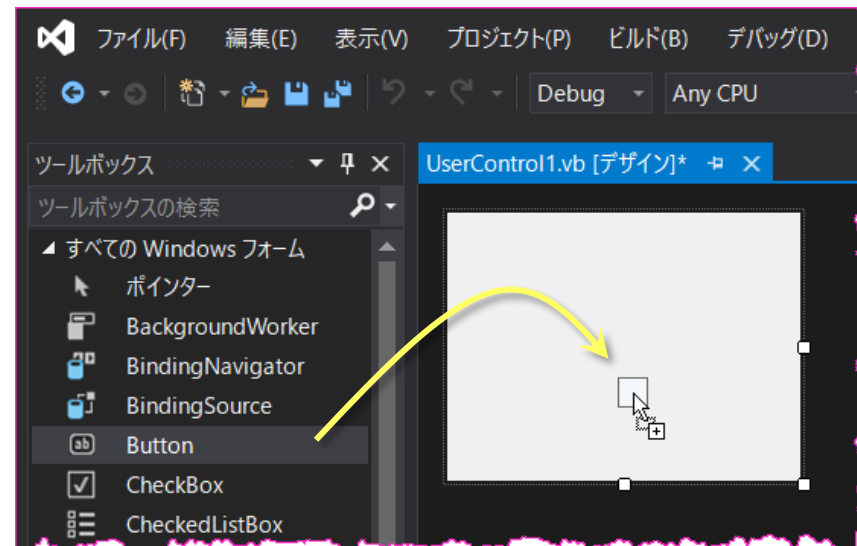 ファイル(F) 編集(E) 表示(V) プロジェクト(P) ビルド(B) デバッグ(D)
Debug Any CPU
ツールボックス
UserControl1.vb [デザイン]*
ツールボックスの検索
すべての Windows フォーム
ポインター
BackgroundWorker
BindingNavigator
BindingSource
ab Button
CheckBox
CheckedListBox